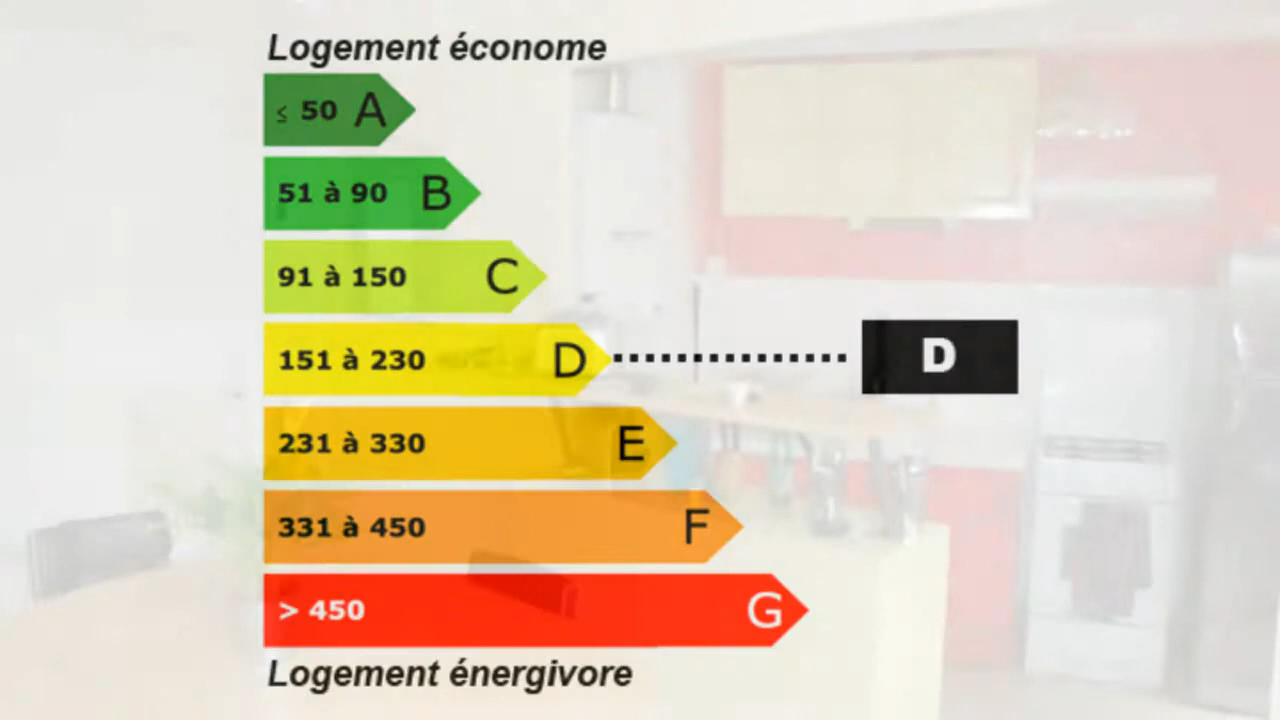 Logement économe
≤ 50 A
51 à 90 B
91 à 150 C
151 à 230 D D
231 à 330 E
331 à 450 F
> 450 G
Logement énergivore